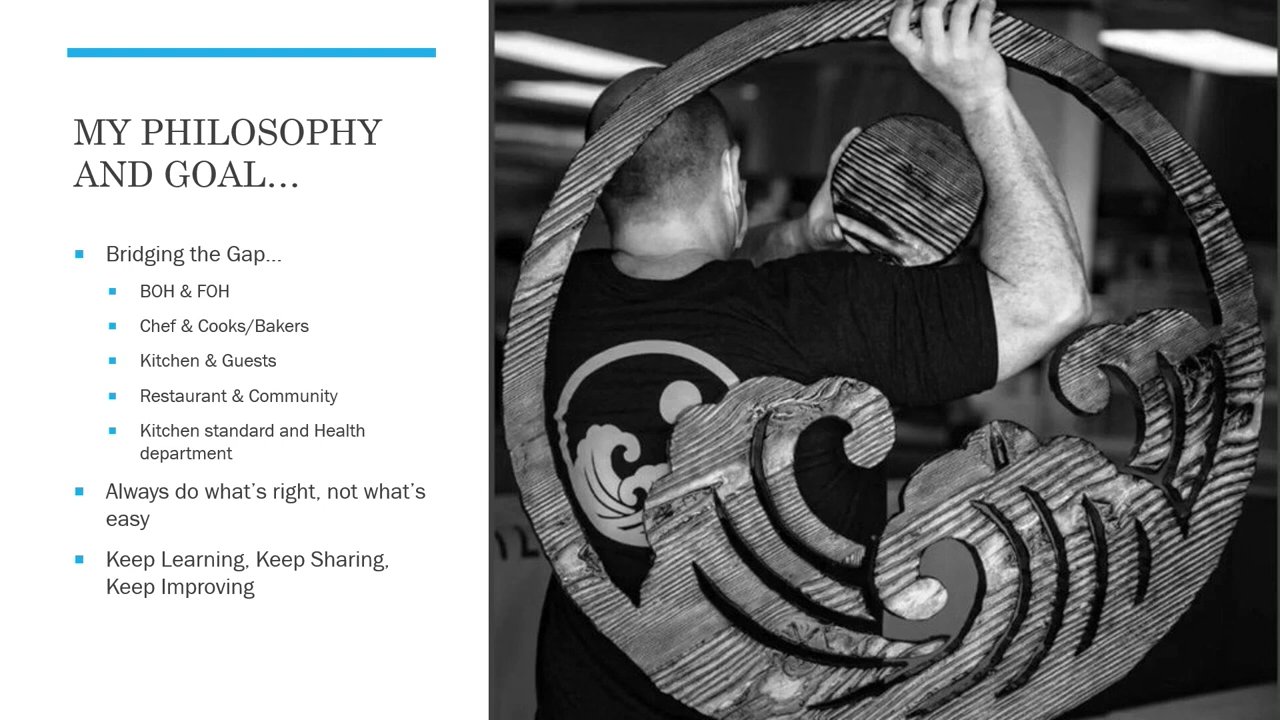 MY PHILOSOPHY
AND GOAL...
Bridging the Gap...
BOH & FOH
Chef & Cooks/Bakers
Kitchen & Guests
Restaurant & Community
Kitchen standard and Health
department
Always do what's right, not what's
easy
Keep Learning, Keep Sharing,
Keep Improving